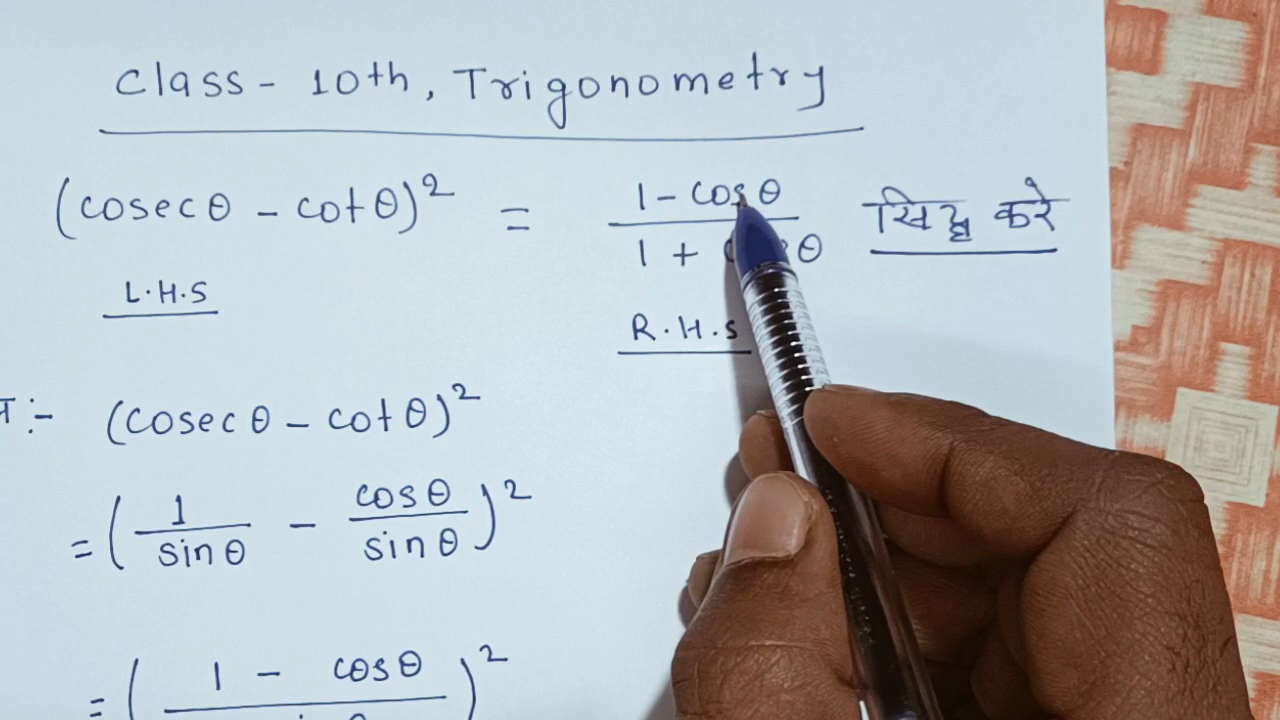 Class - 10th, Trigonometry
(cosecθ - cotθ)² = (1 - cosθ)/(1 + θ) सिद्ध करे
L.H.S R.H.S
:- (cosecθ - cotθ)²
= (1/sinθ - cosθ/sinθ)²
= (1 - cosθ/)²